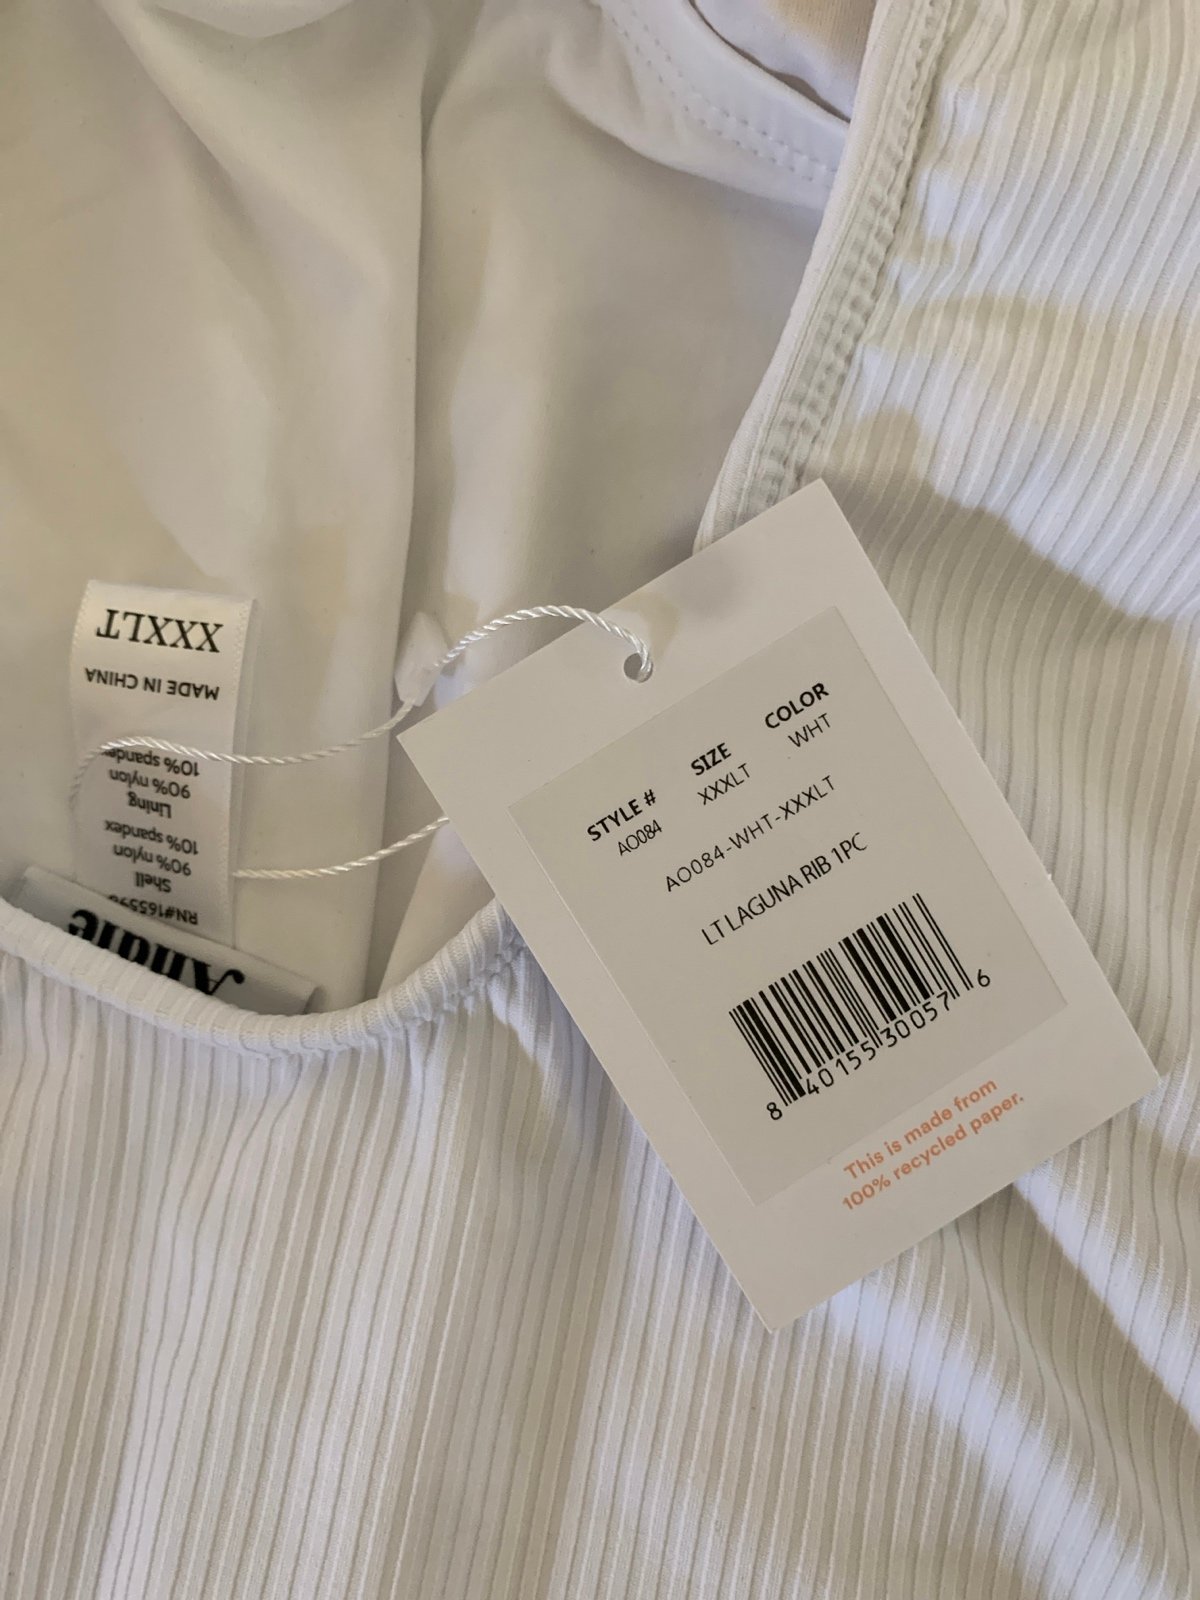 STYLE #
AO084
SIZE
XXXLT
COLOR
WHT
AO084-WHT-XXXLT
LT LAGUNA RIB 1PC
8 40155 30057 6
This is made from
100% recycled paper.
XXXLT
MADE IN CHINA
10% spandex
90% nylon
Lining
10% spandex
90% nylon
Shell
Andie